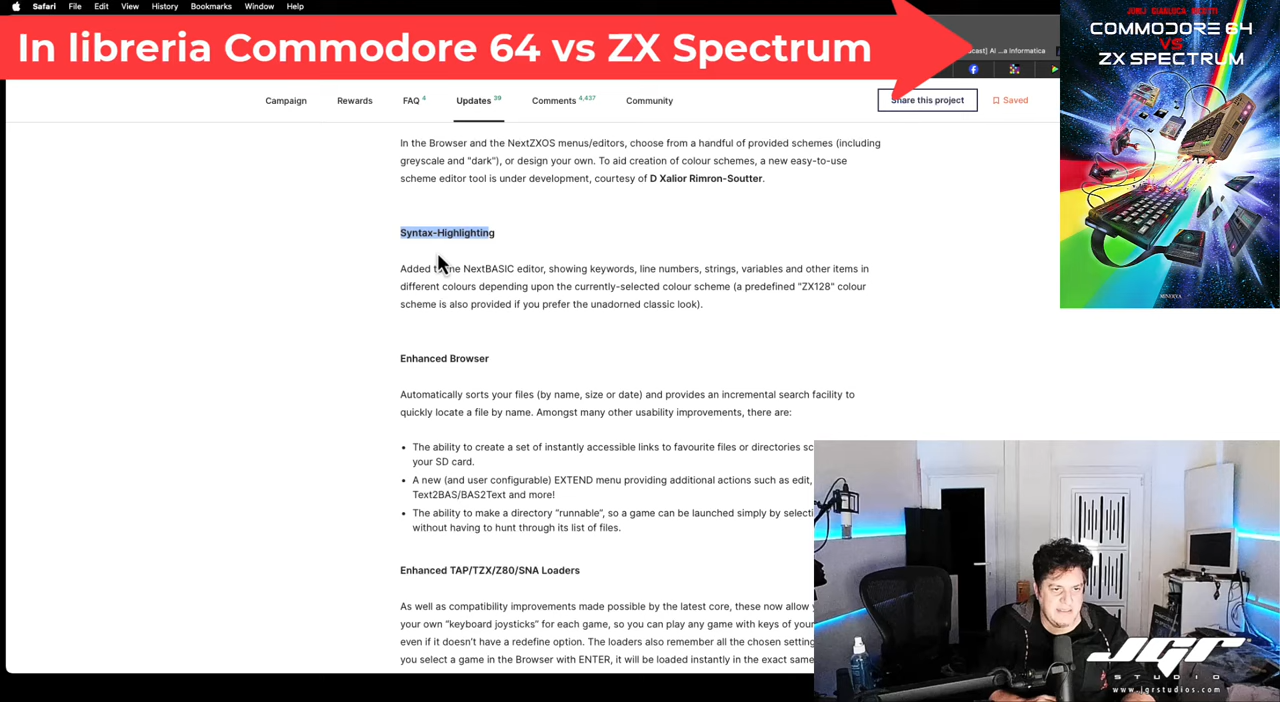 Safari File Edit View History Bookmarks Window Help
In libreria Commodore 64 vs ZX Spectrum
cast] AI ...a Informatica
COMMODORE 64
VS
ZX SPECTRUM
MINERVA
Campaign Rewards FAQ 4 Updates 39 Comments 4,437 Community Share this project Saved
In the Browser and the NextZXOS menus/editors, choose from a handful of provided schemes (including
greyscale and "dark"), or design your own. To aid creation of colour schemes, a new easy-to-use
scheme editor tool is under development, courtesy of D Xalior Rimron-Soutter.
Syntax-Highlighting
Added to the NextBASIC editor, showing keywords, line numbers, strings, variables and other items in
different colours depending upon the currently-selected colour scheme (a predefined "ZX128" colour
scheme is also provided if you prefer the unadorned classic look).
Enhanced Browser
Automatically sorts your files (by name, size or date) and provides an incremental search facility to
quickly locate a file by name. Amongst many other usability improvements, there are:
• The ability to create a set of instantly accessible links to favourite files or directories sc
your SD card.
• A new (and user configurable) EXTEND menu providing additional actions such as edit,
Text2BAS/BAS2Text and more!
• The ability to make a directory "runnable", so a game can be launched simply by selecti
without having to hunt through its list of files.
Enhanced TAP/TZX/Z80/SNA Loaders
As well as compatibility improvements made possible by the latest core, these now allow
your own "keyboard joysticks" for each game, so you can play any game with keys of your
even if it doesn't have a redefine option. The loaders also remember all the chosen setting
you select a game in the Browser with ENTER, it will be loaded instantly in the exact same
JGR
STUDIO
www.jgrstudios.com